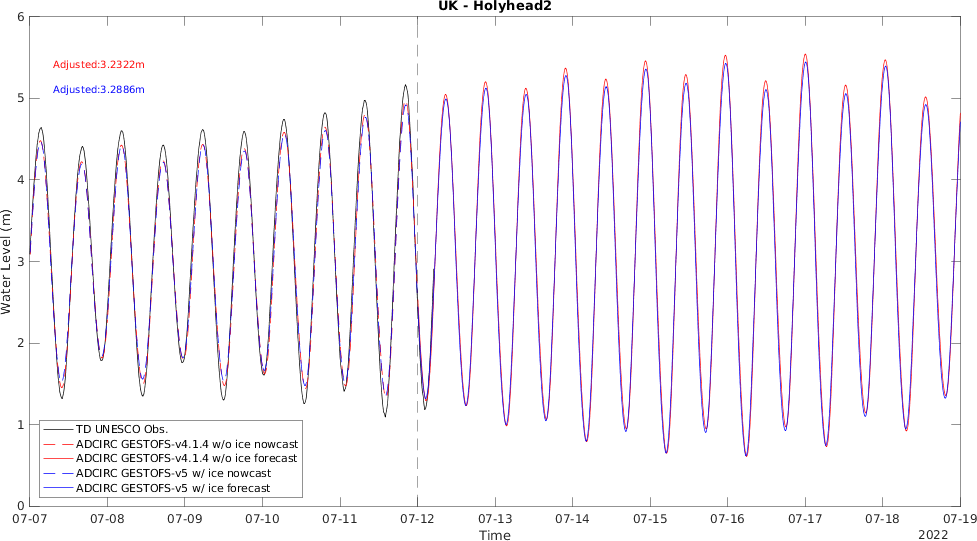 UK - Holyhead2
6
5
4
3
2
1
0
Water Level (m)
Adjusted:3.2322m
Adjusted:3.2886m
TD UNESCO Obs.
ADCIRC GESTOFS-v4.1.4 w/o ice nowcast
ADCIRC GESTOFS-v4.1.4 w/o ice forecast
ADCIRC GESTOFS-v5 w/ ice nowcast
ADCIRC GESTOFS-v5 w/ ice forecast
07-07 07-08 07-09 07-10 07-11 07-12 07-13 07-14 07-15 07-16 07-17 07-18 07-19
Time
2022